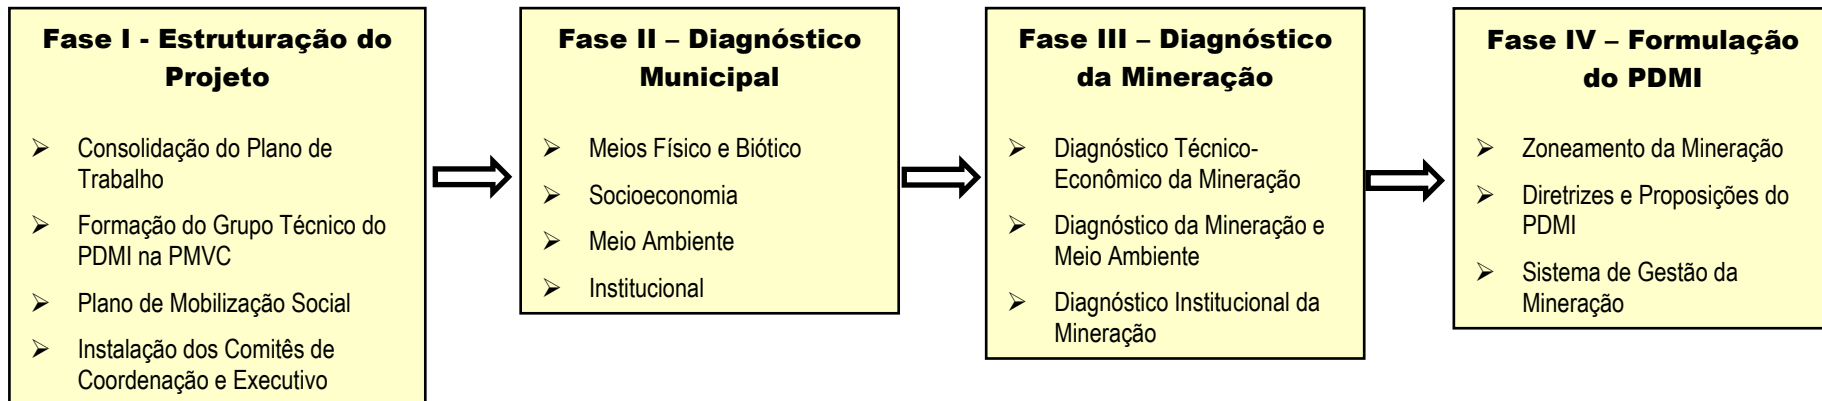 Fase I - Estruturação do
Projeto
➢ Consolidação do Plano de
Trabalho
➢ Formação do Grupo Técnico do
PDMI na PMVC
➢ Plano de Mobilização Social
➢ Instalação dos Comitês de
Coordenação e Executivo
Fase II – Diagnóstico
Municipal
➢ Meios Físico e Biótico
➢ Socioeconomia
➢ Meio Ambiente
➢ Institucional
Fase III – Diagnóstico
da Mineração
➢ Diagnóstico Técnico-
Econômico da Mineração
➢ Diagnóstico da Mineração e
Meio Ambiente
➢ Diagnóstico Institucional da
Mineração
Fase IV – Formulação
do PDMI
➢ Zoneamento da Mineração
➢ Diretrizes e Proposições do
PDMI
➢ Sistema de Gestão da
Mineração